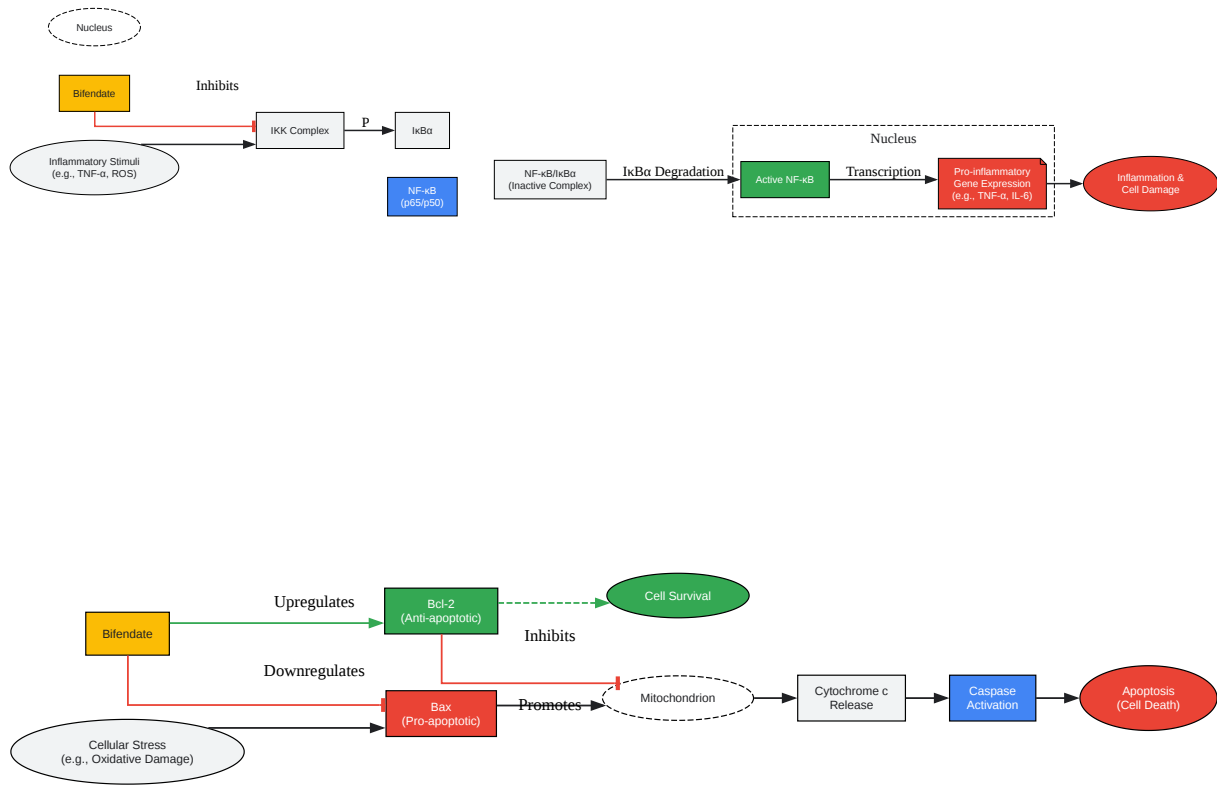 Nucleus
Bifendate
Inhibits
IKK Complex
P
IκBα
Inflammatory Stimuli
(e.g., TNF-α, ROS)
NF-κB
(p65/p50)
NF-κB/IκBα
(Inactive Complex)
IκBα Degradation
Nucleus
Active NF-κB
Transcription
Pro-inflammatory
Gene Expression
(e.g., TNF-α, IL-6)
Inflammation &
Cell Damage
Bifendate
Upregulates
Bcl-2
(Anti-apoptotic)
Cell Survival
Inhibits
Downregulates
Bax
(Pro-apoptotic)
Promotes
Mitochondrion
Cytochrome c
Release
Caspase
Activation
Apoptosis
(Cell Death)
Cellular Stress
(e.g., Oxidative Damage)